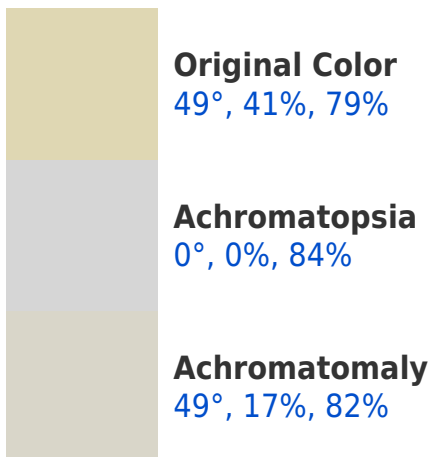 Original Color
49°, 41%, 79%
Achromatopsia
0°, 0%, 84%
Achromatomaly
49°, 17%, 82%